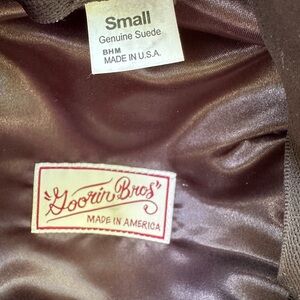 Small
Genuine Suede
BHM
MADE IN U.S.A.
"Goorin Bros"
MADE IN AMERICA